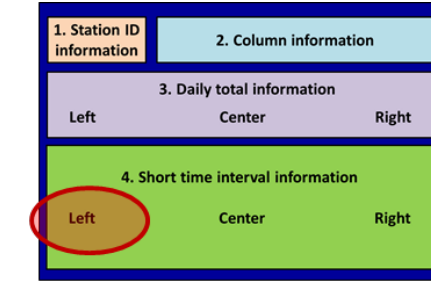 1. Station ID
information
2. Column information
3. Daily total information
Left Center Right
4. Short time interval information
Left Center Right